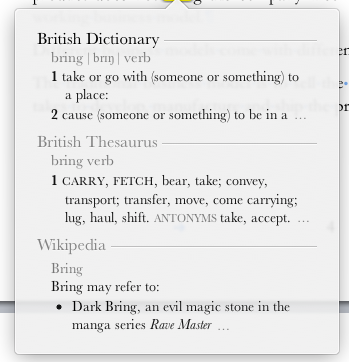 British Dictionary
bring | brɪŋ | verb
1 take or go with (someone or something) to
a place:
2 cause (someone or something) to be in a ...
British Thesaurus
bring verb
1 CARRY, FETCH, bear, take; convey,
transport; transfer, move, come carrying;
lug, haul, shift. ANTONYMS take, accept. ...
Wikipedia
Bring
Bring may refer to:
• Dark Bring, an evil magic stone in the
manga series Rave Master ...